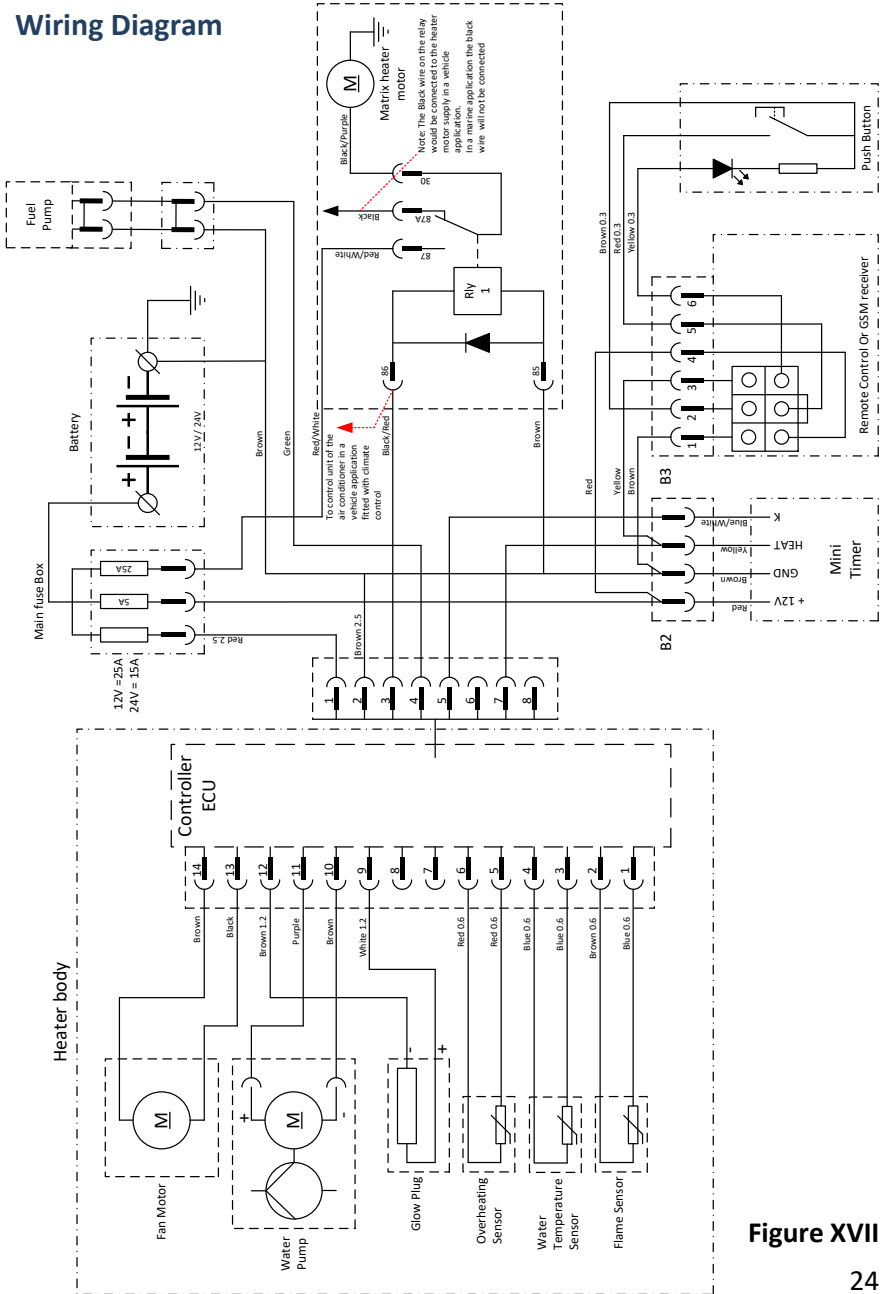 Wiring Diagram
Fuel
Pump
Battery
12V / 24V
Main fuse Box
25A
5A
12V =25A
24V = 15A
Red 2.5
Brown
Green
Red/White
Brown 2.5
Matrix heater
motor
M
Black/Purple
Note: The Black wire on the relay
would be connected to the heater
motor supply in a vehicle
application.
In a marine application the black
wire will not be connected
30
87A
87
Black
Red/White
Rly
1
86
85
Black/Red
Brown
To control unit of the
air conditioner in a
vehicle application
fitted with climate
control
Push Button
Brown 0.3
Red 0.3
Yellow 0.3
6
5
4
3
2
1
B3
Remote Control Or GSM receiver
Red
Yellow
Brown
B2
Blue/White
Yellow
Brown
Red
K
HEAT
GND
+ 12V
Mini
Timer
1
2
3
4
5
6
7
8
Heater body
Controller
ECU
14
13
12
11
10
9
8
7
6
5
4
3
2
1
Brown
Black
Brown 1.2
Purple
Brown
White 1.2
Red 0.6
Red 0.6
Blue 0.6
Blue 0.6
Brown 0.6
Blue 0.6
M
Fan Motor
+
-
M
Water
Pump
-
+
Glow Plug
Overheating
Sensor
Water
Temperature
Sensor
Flame Sensor
Figure XVII
24